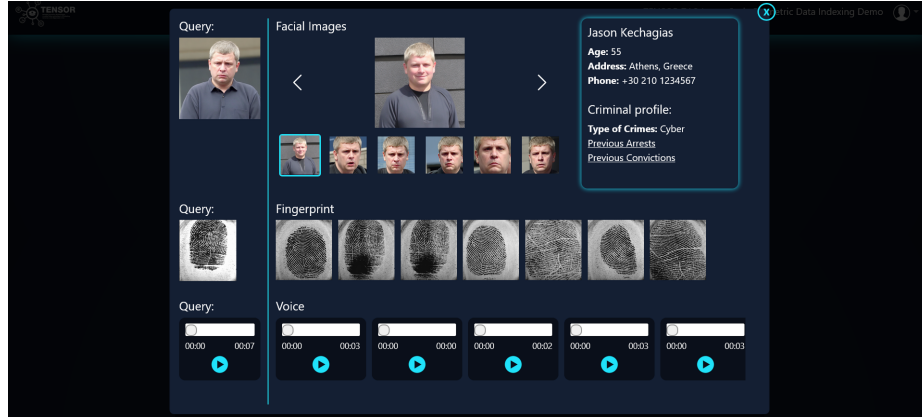 TENSOR
etric Data Indexing Demo
X
Query:
Facial Images
Jason Kechagias
Age: 55
Address: Athens, Greece
Phone: +30 210 1234567
Criminal profile:
Type of Crimes: Cyber
Previous Arrests
Previous Convictions
Query:
Fingerprint
Query:
Voice
00:00 00:07 00:00 00:03 00:00 00:00 00:00 00:02 00:00 00:03 00:00 00:03